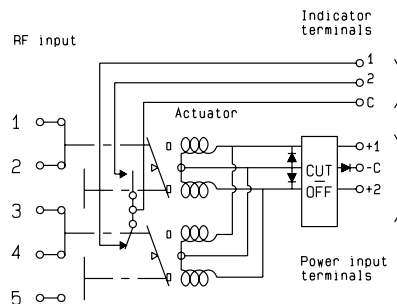 Indicator
terminals
RF input
1
2
C
Actuator
1
2
3
4
5
CUT
OFF
+1
-C
+2
Power input
terminals